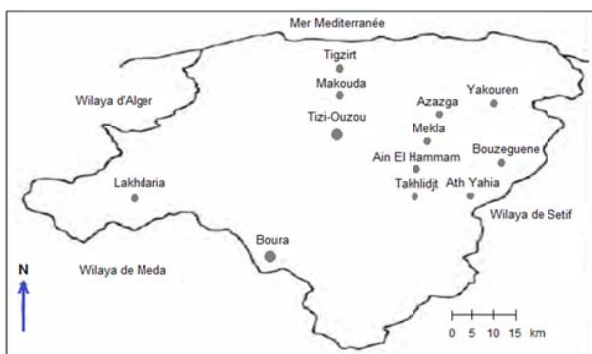 Mer Mediterranée
Tigzirt
Makouda
Yakouren
Wilaya d'Alger
Azazga
Tizi-Ouzou
Mekla
Bouzeguene
Ain El Hammam
Lakhdaria
Takhlidjt
Ath Yahia
Wilaya de Setif
Boura
N
Wilaya de Meda
0 5 10 15 km